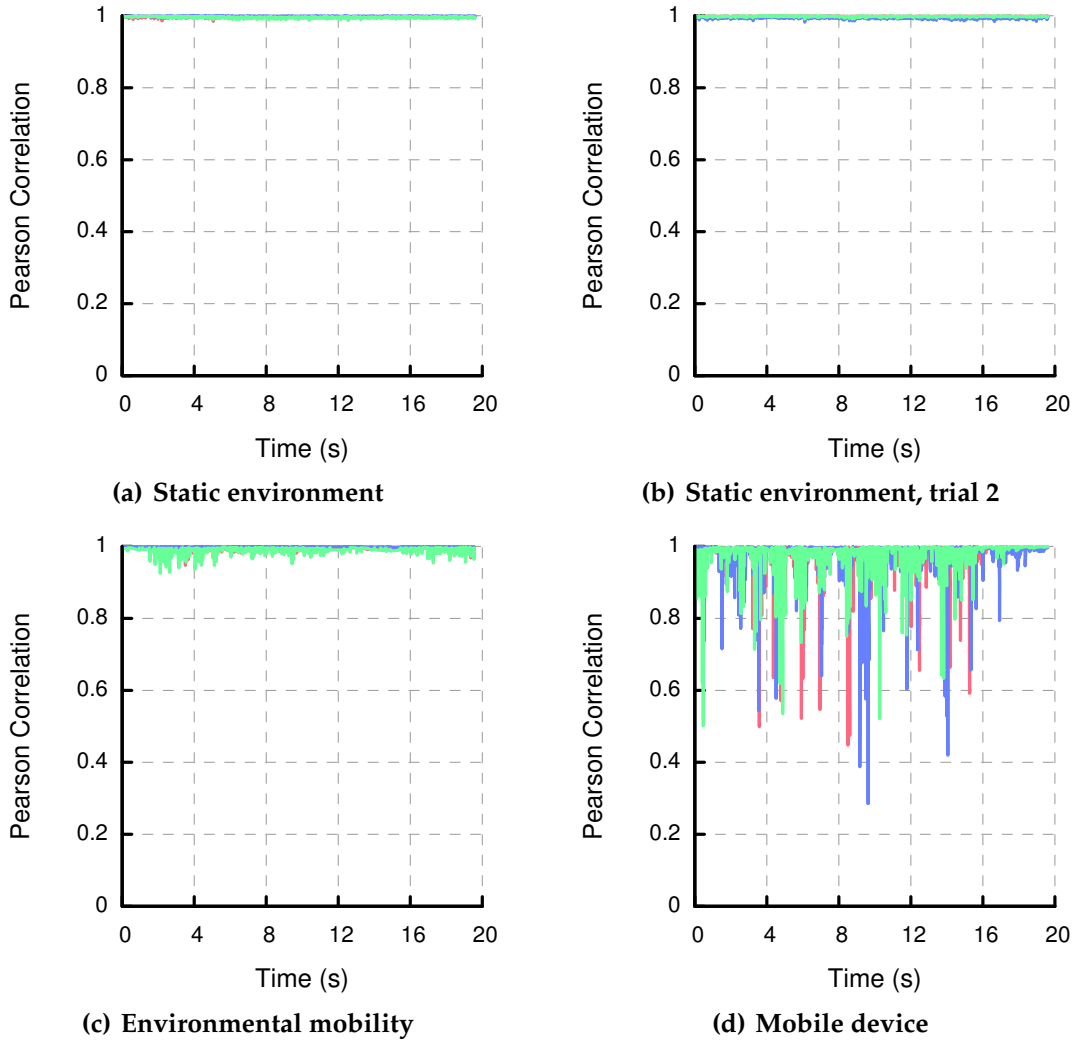 Pearson Correlation
1
0.8
0.6
0.4
0.2
0
0 4 8 12 16 20
Time (s)
(a) Static environment
Pearson Correlation
1
0.8
0.6
0.4
0.2
0
0 4 8 12 16 20
Time (s)
(b) Static environment, trial 2
Pearson Correlation
1
0.8
0.6
0.4
0.2
0
0 4 8 12 16 20
Time (s)
(c) Environmental mobility
Pearson Correlation
1
0.8
0.6
0.4
0.2
0
0 4 8 12 16 20
Time (s)
(d) Mobile device